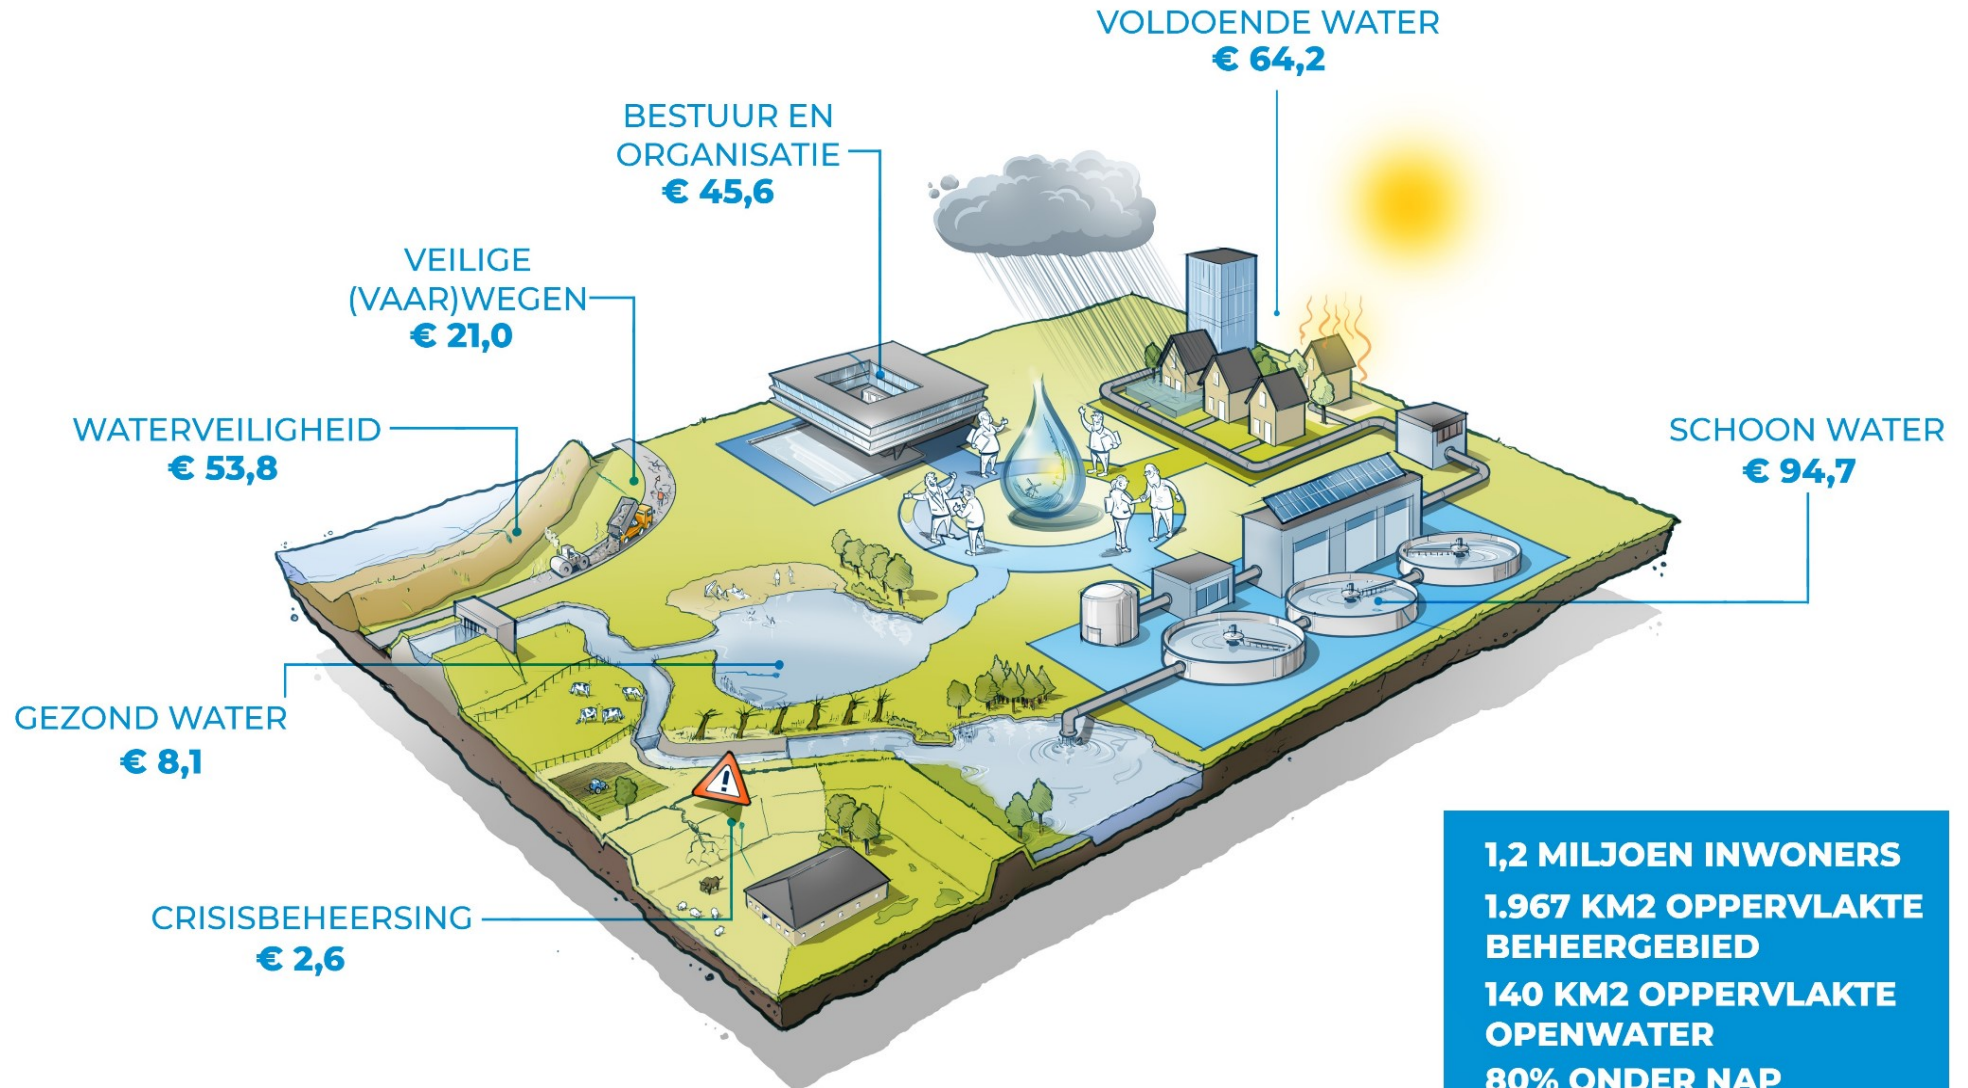 VOLDOENDE WATER
€ 64,2
BESTUUR EN
ORGANISATIE
€ 45,6
VEILIGE
(VAAR)WEGEN
€ 21,0
WATERVEILIGHEID
€ 53,8
SCHOON WATER
€ 94,7
GEZOND WATER
€ 8,1
CRISISBEHEERSING
€ 2,6
1,2 MILJOEN INWONERS
1.967 KM2 OPPERVLAKTE
BEHEERGEBIED
140 KM2 OPPERVLAKTE
OPENWATER
80% ONDER NAP